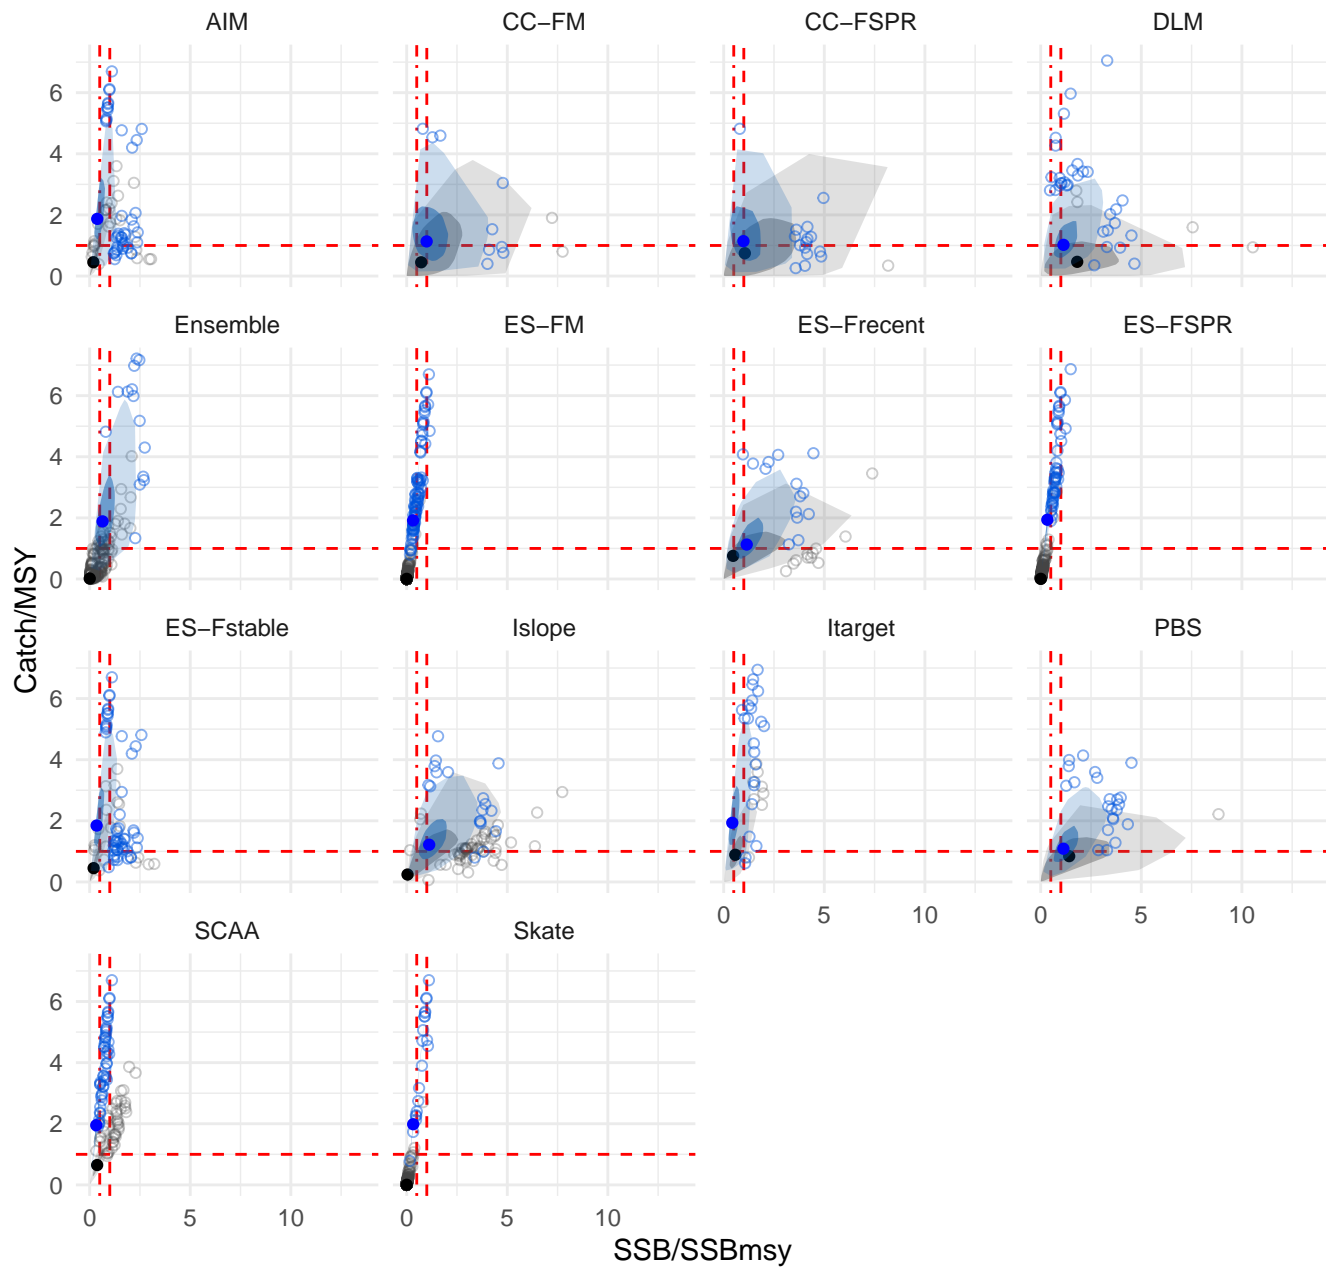 AIM CC−FM CC−FSPR DLM
6
4
2
0
Ensemble ES−FM ES−Frecent ES−FSPR
6
4
2
0
ES−Fstable Islope Itarget PBS
6
4
2
0
0 5 10 0 5 10
SCAA Skate
6
4
2
0
0 5 10 0 5 10
SSB/SSBmsy
Catch/MSY